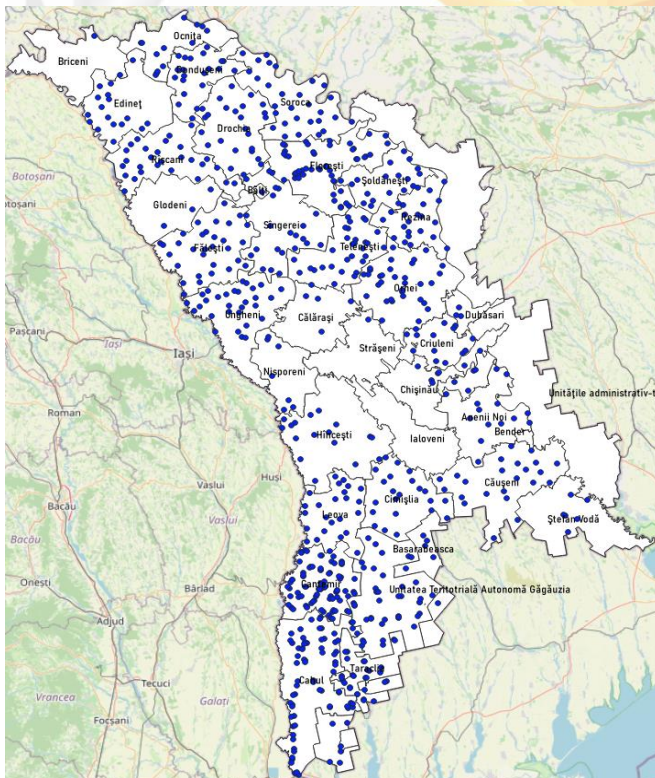 Ocnița
Briceni
Dondușeni
Edineț
Soroca
Drochia
Rîșcani
Florești
Botoșani
Șoldănești
Bălți
Glodeni
Rezina
Sîngerei
Fălești
Telenești
Orhei
Dubăsari
Ungheni
Călărași
Pașcani
Iași
Iași
Strășeni
Criuleni
Nisporeni
Chișinău
Unitățile administrativ-t
Roman
Anenii Noi
Bender
Hîncești
Ialoveni
Huși
Vaslui
Căușeni
Bacău
Vaslui
Cimișlia
Leova
Ștefan Vodă
Bacău
Basarabeasca
Onești
Bârlad
Cantemir
Unitatea Teritotrială Autonomă Găgăuzia
Adjud
Taraclia
Cahul
Tecuci
Vrancea
Galați
Focșani